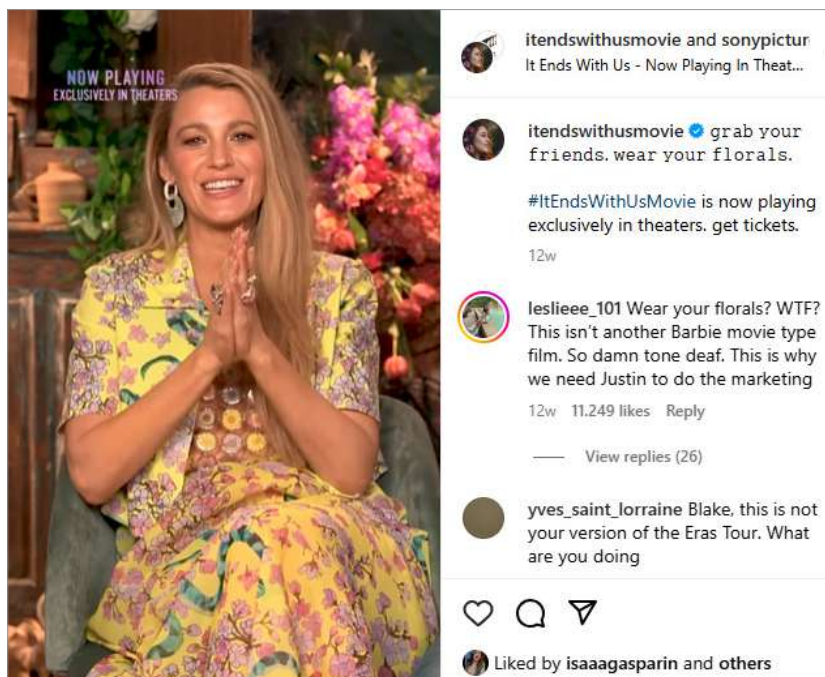 NOW PLAYING
EXCLUSIVELY IN THEATERS
itendswithusmovie and sonypictur
It Ends With Us - Now Playing In Theat...
itendswithusmovie grab your
friends. wear your florals.
#ItEndsWithUsMovie is now playing
exclusively in theaters. get tickets.
12w
leslieee_101 Wear your florals? WTF?
This isn't another Barbie movie type
film. So damn tone deaf. This is why
we need Justin to do the marketing
12w 11.249 likes Reply
View replies (26)
yves_saint_lorraine Blake, this is not
your version of the Eras Tour. What
are you doing
Liked by isaaagasparin and others